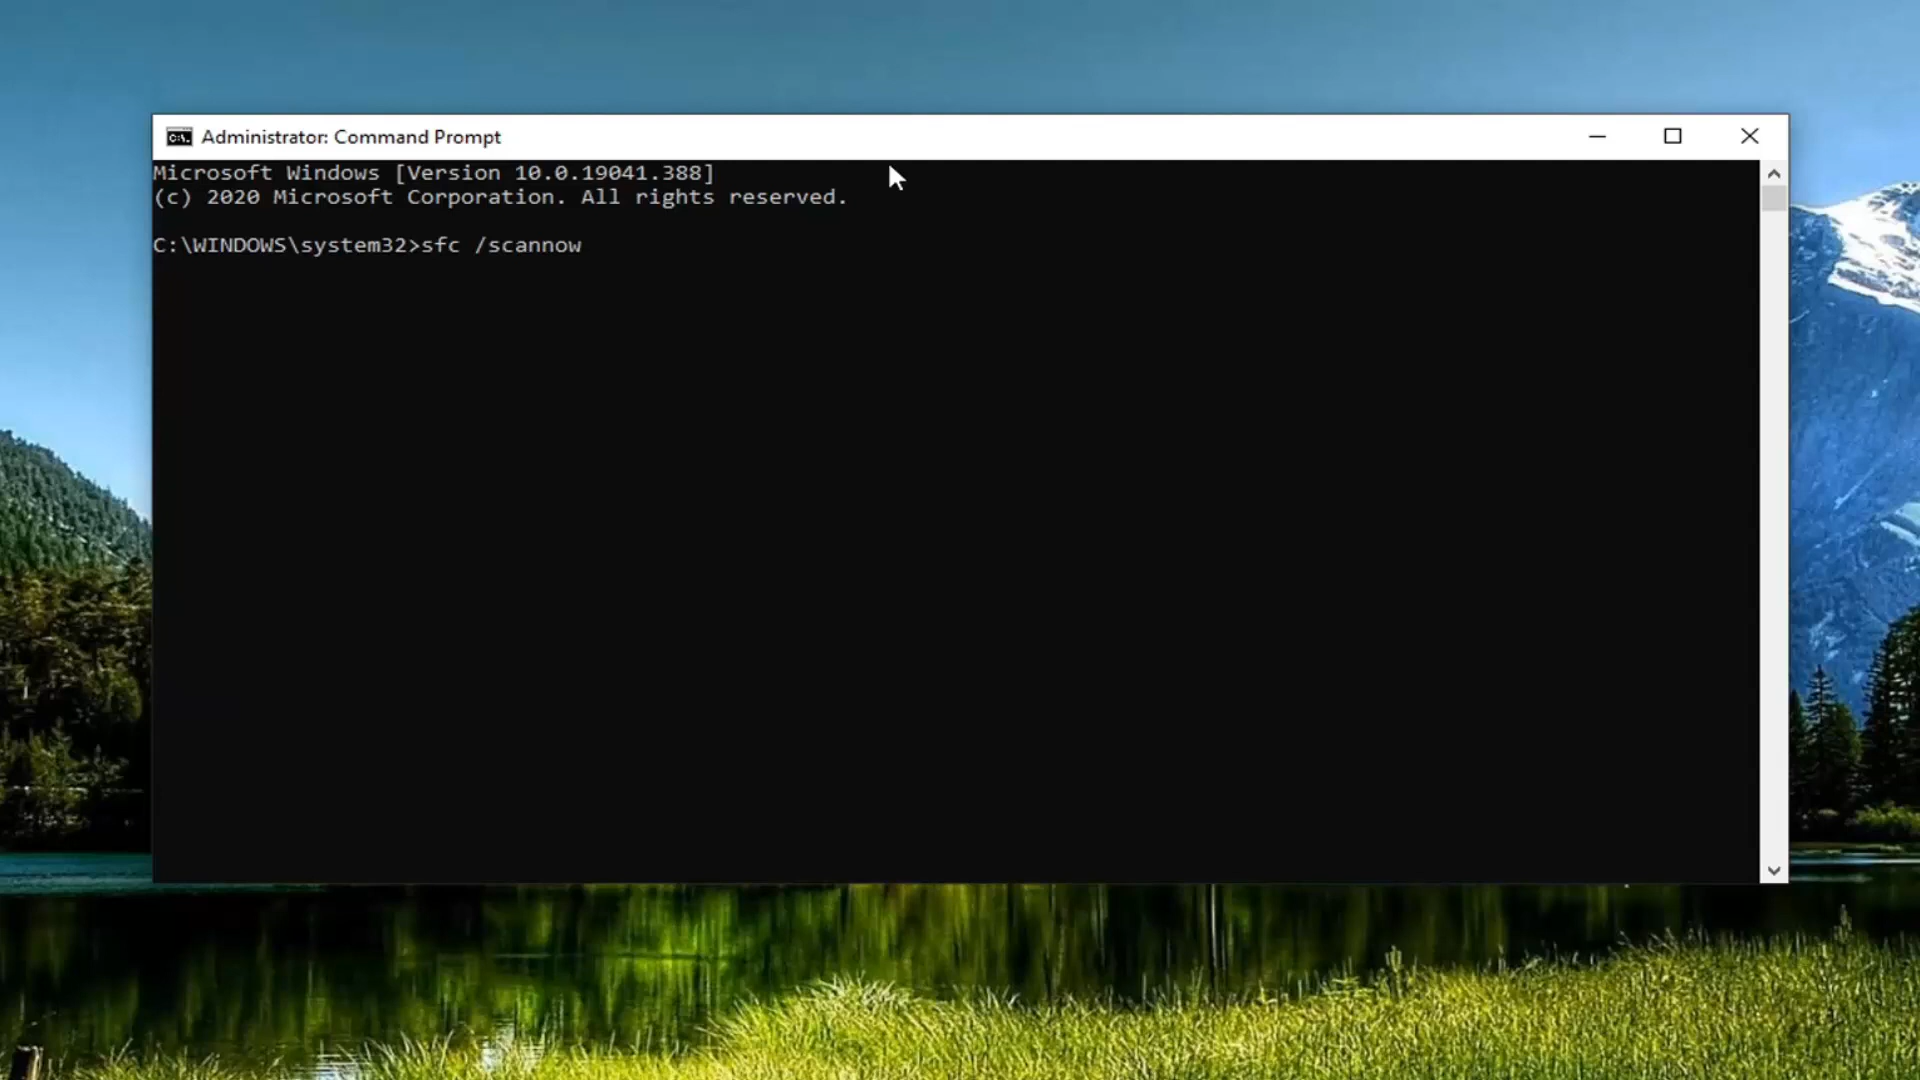 Administrator: Command Prompt
Microsoft Windows [Version 10.0.19041.388]
(c) 2020 Microsoft Corporation. All rights reserved.
C:\WINDOWS\system32>sfc /scannow